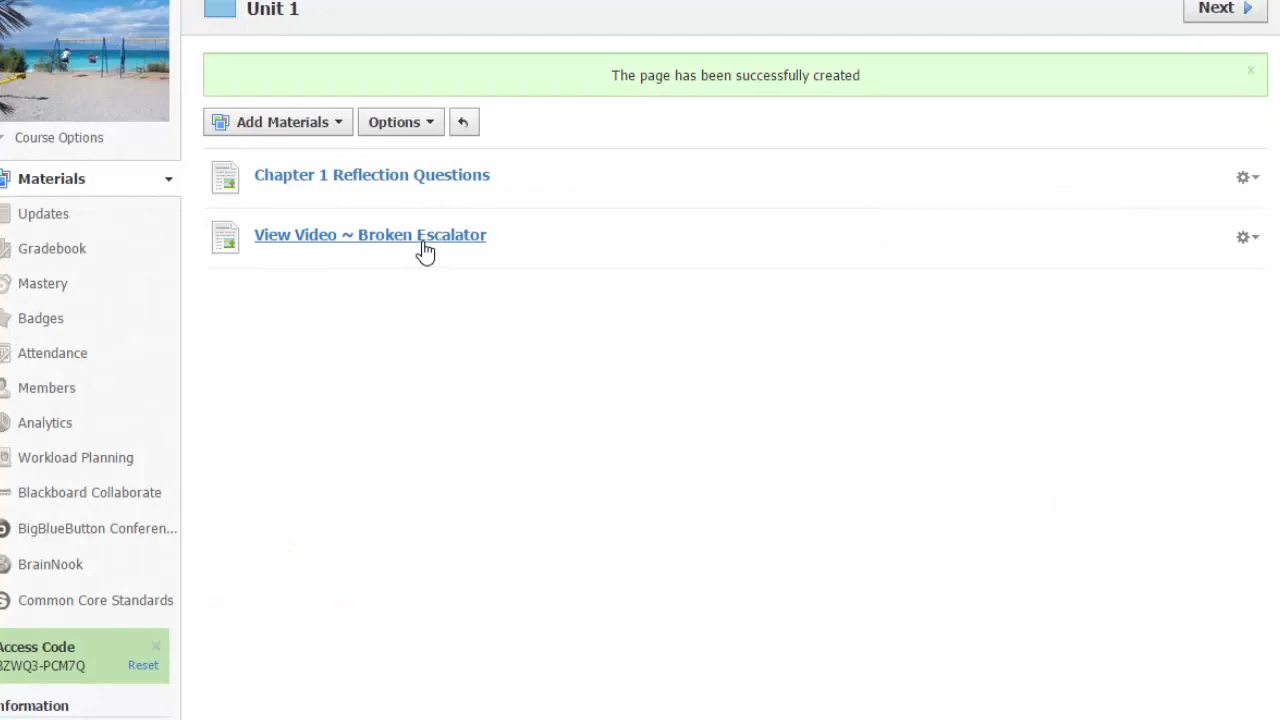 Unit 1
Next
The page has been successfully created
x
Add Materials
Options
Chapter 1 Reflection Questions
View Video ~ Broken Escalator
Course Options
Materials
Updates
Gradebook
Mastery
Badges
Attendance
Members
Analytics
Workload Planning
Blackboard Collaborate
BigBlueButton Conferen...
BrainNook
Common Core Standards
Access Code
ZWQ3-PCM7Q
Reset
nformation